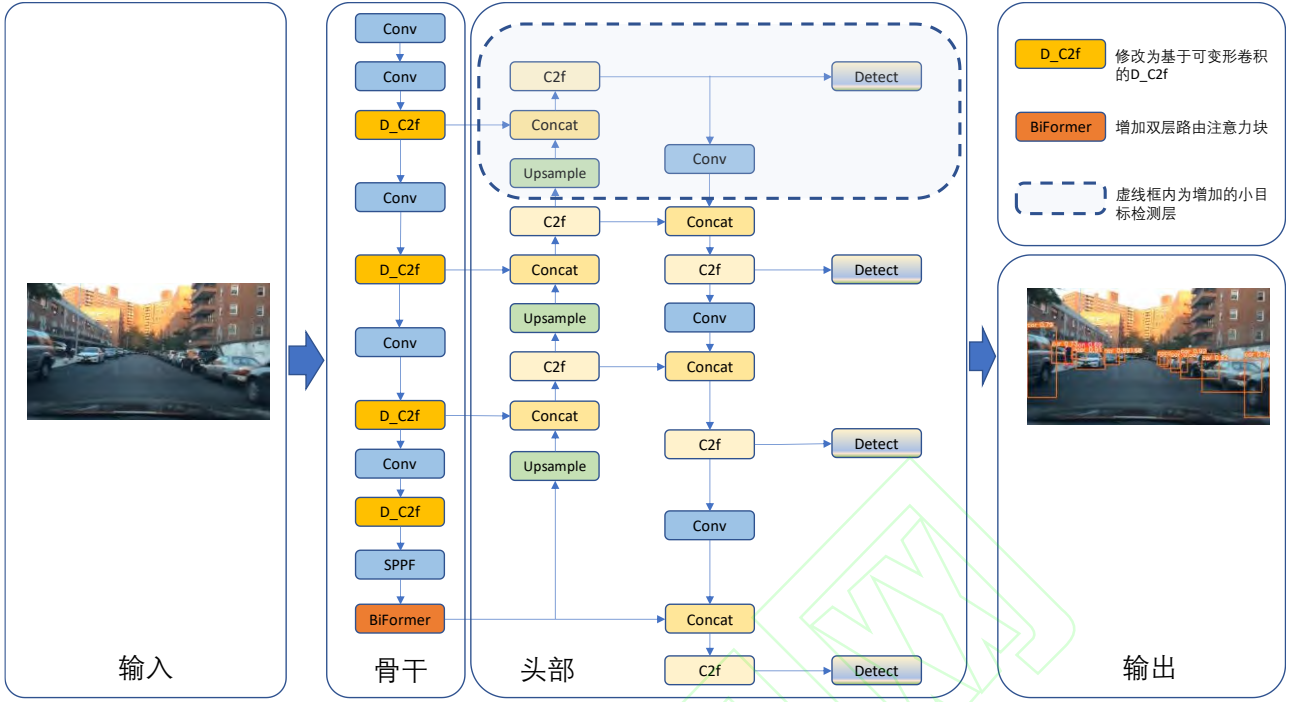 输入
Conv
Conv
D_C2f
Conv
D_C2f
Conv
D_C2f
Conv
D_C2f
SPPF
BiFormer
骨干
C2f
Concat
Upsample
C2f
Concat
Upsample
C2f
Concat
Upsample
Detect
Conv
Concat
C2f
Detect
Conv
Concat
C2f
Detect
Conv
Concat
C2f
Detect
头部
D_C2f
修改为基于可变形卷积
的D_C2f
BiFormer
增加双层路由注意力块
虚线框内为增加的小目
标检测层
输出